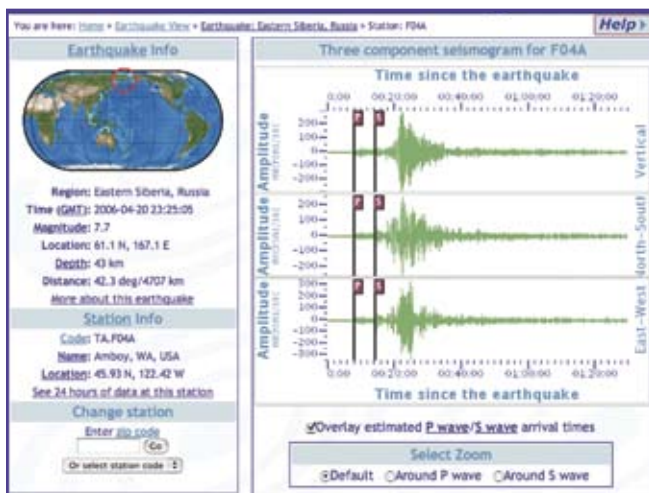 You are here: Home • Earthquake View • Earthquake: Eastern Siberia, Russia • Station: F04A
Help
Earthquake Info
Region: Eastern Siberia, Russia
Time (GMT): 2006-04-20 23:25:05
Magnitude: 7.7
Location: 61.1 N, 167.1 E
Depth: 43 km
Distance: 42.3 deg/4707 km
More about this earthquake
Station Info
Code: TA.F04A
Name: Amboy, WA, USA
Location: 45.93 N, 122.42 W
See 24 hours of data at this station
Change station
Enter zip code
Go
Or select station code
Three component seismogram for F04A
Time since the earthquake
0:00 00:20:00 00:40:00 01:00:00 01:20:00
Amplitude
200
100
0
-100
-200
P S
Vertical
Amplitude
200
100
0
-100
-200
P S
North-South
Amplitude
300
200
100
0
-100
-200
-300
P S
East-West
0:00 00:20:00 00:40:00 01:00:00 01:20:00
Time since the earthquake
Overlay estimated P wave/S wave arrival times
Select Zoom
Default Around P wave Around S wave